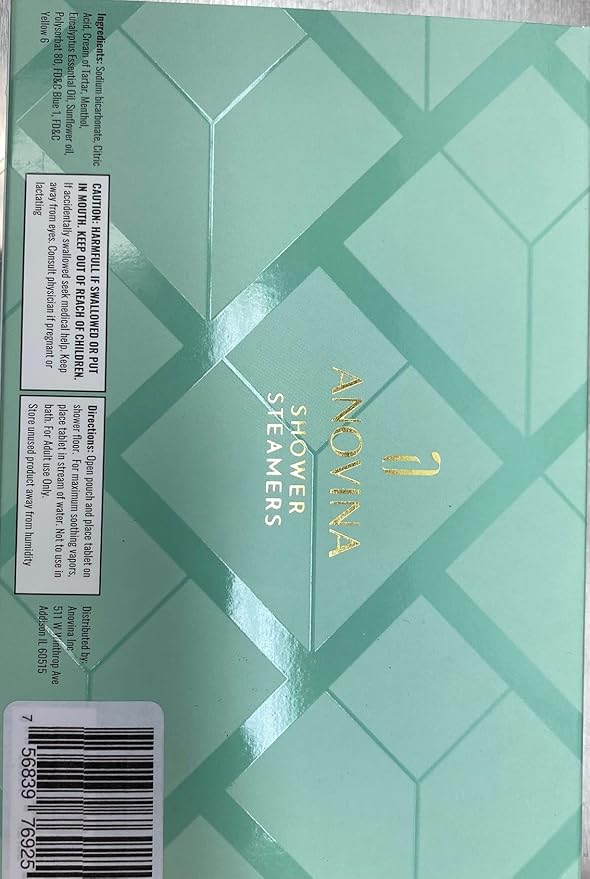 ANOVINA
SHOWER
STEAMERS
Ingredients: Sodium bicarbonate, Citric
Acid, Cream of Tartar, Menthol,
Eucalyptus Essential Oil, Sunflower oil,
Polysorbat 80, FD&C Blue 1, FD&C
Yellow 6
CAUTION: HARMFULL IF SWALLOWED OR PUT
IN MOUTH. KEEP OUT OF REACH OF CHILDREN.
If accidentally swallowed seek medical help. Keep
away from eyes. Consult physician if pregnant or
lactating
Directions: Open pouch and place tablet on
shower floor. For maximum soothing vapors,
place tablet in stream of water. Not to use in
bath. For Adult use Only.
Store unused product away from humidity
Distributed by:
Anovina Inc
511 W Winthrop Ave
Addison IL 60515
7 56839 76925